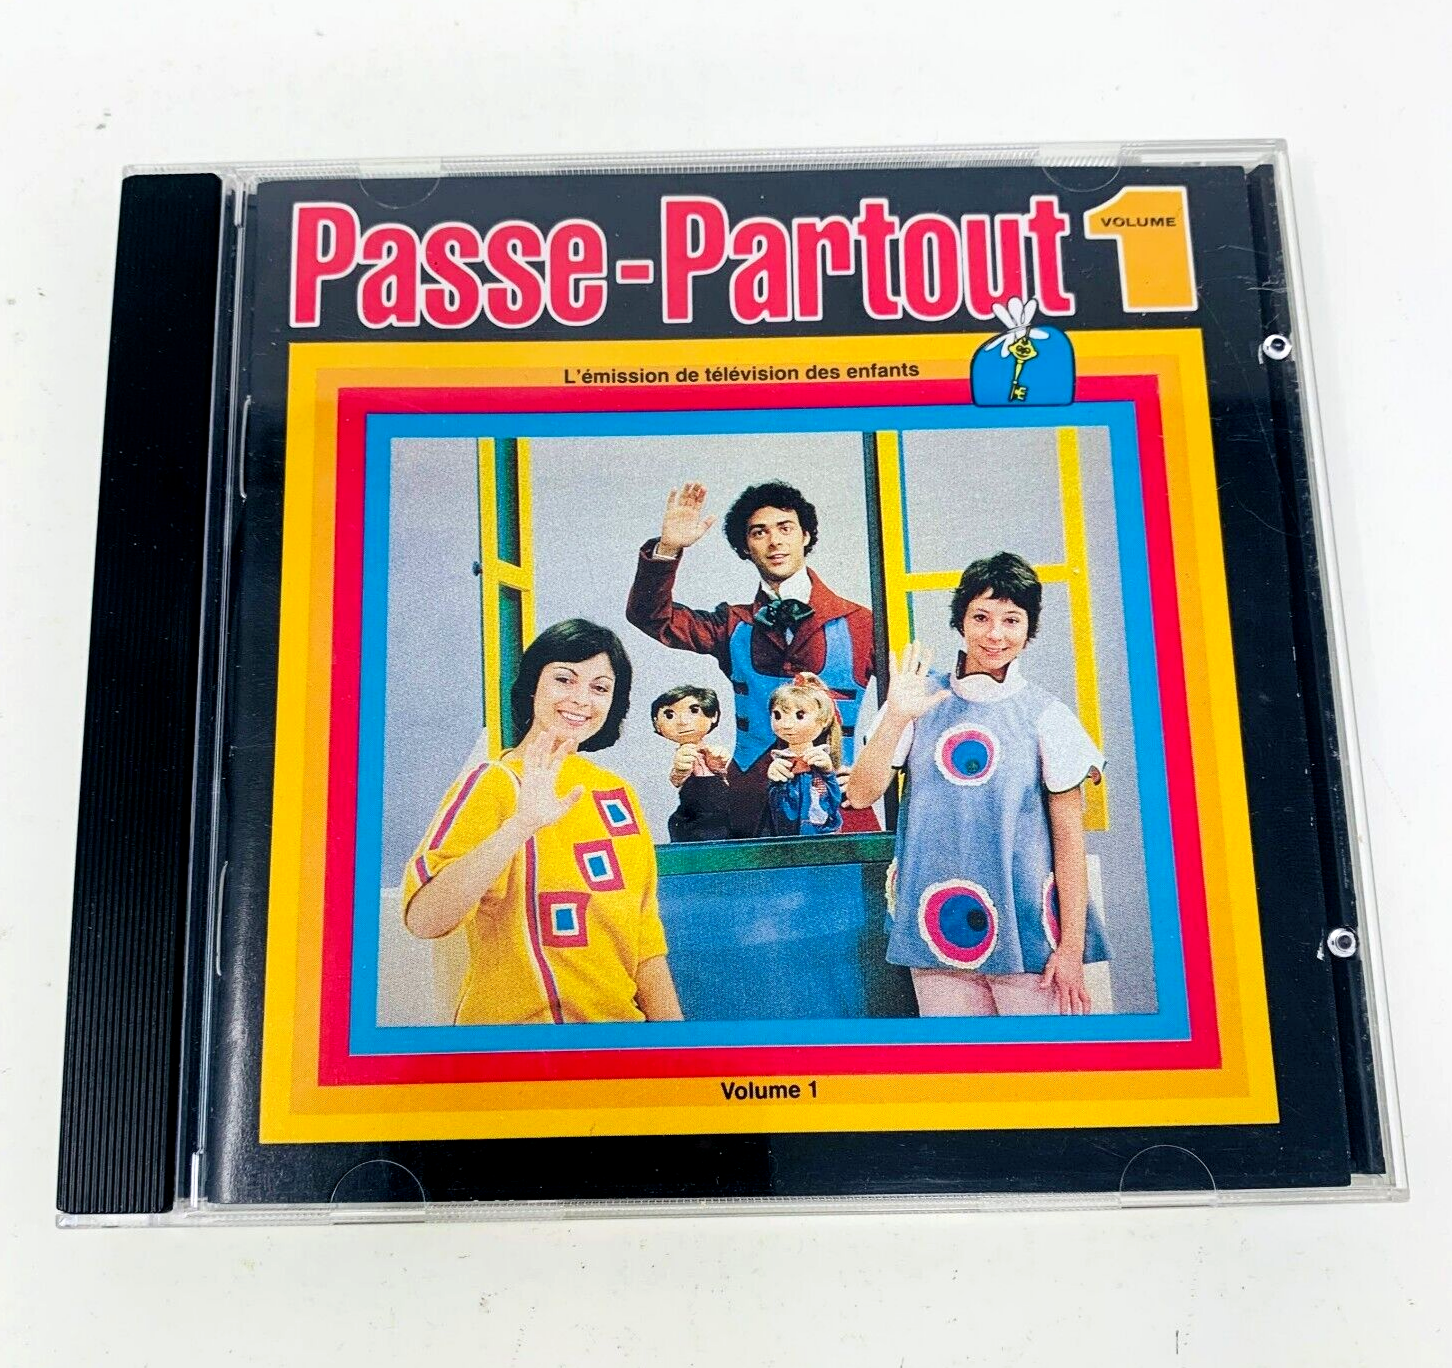 Passe-Partout
VOLUME
1
L'émission de télévision des enfants
Volume 1